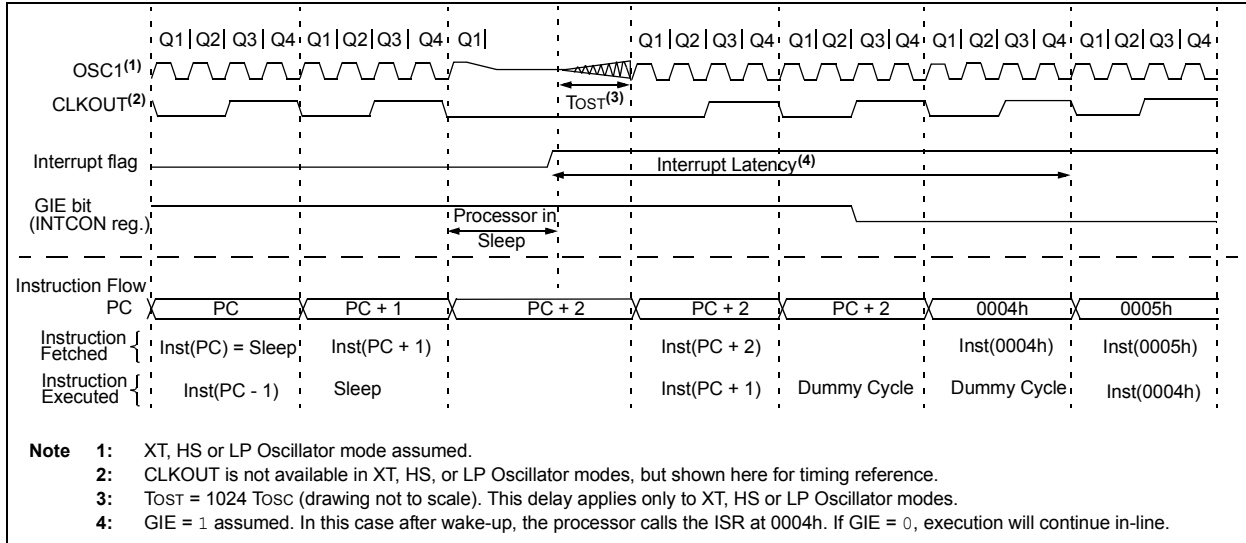 Q1| Q2| Q3| Q4 Q1| Q2| Q3| Q4 Q1| Q1| Q2| Q3| Q4 Q1| Q2| Q3| Q4 Q1| Q2| Q3| Q4 Q1| Q2| Q3| Q4
OSC1(1)
TOST(3)
CLKOUT(2)
Interrupt flag
Interrupt Latency(4)
GIE bit
(INTCON reg.)
Processor in
Sleep
Instruction Flow
PC PC PC + 1 PC + 2 PC + 2 PC + 2 0004h 0005h
Instruction
Fetched
Inst(PC) = Sleep Inst(PC + 1) Inst(PC + 2) Inst(0004h) Inst(0005h)
Instruction
Executed
Inst(PC - 1) Sleep Inst(PC + 1) Dummy Cycle Dummy Cycle Inst(0004h)
Note 1: XT, HS or LP Oscillator mode assumed.
2: CLKOUT is not available in XT, HS, or LP Oscillator modes, but shown here for timing reference.
3: TOST = 1024 TOSC (drawing not to scale). This delay applies only to XT, HS or LP Oscillator modes.
4: GIE = 1 assumed. In this case after wake-up, the processor calls the ISR at 0004h. If GIE = 0, execution will continue in-line.